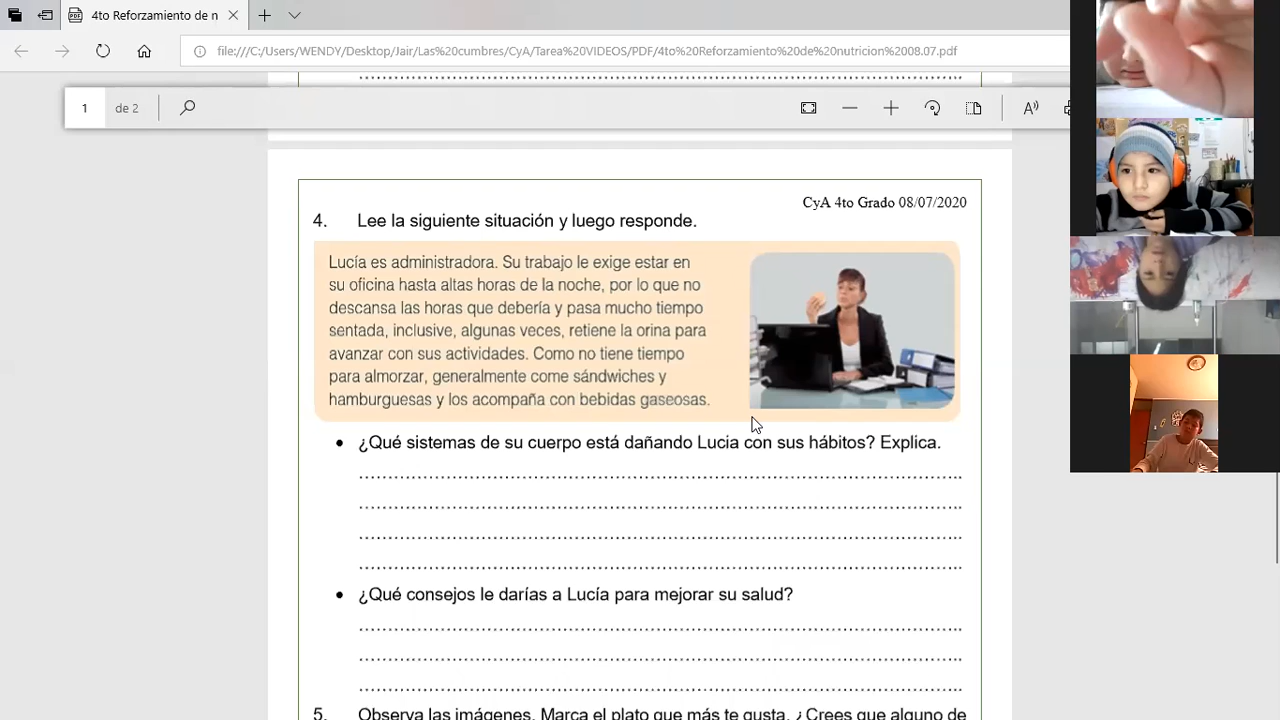 4to Reforzamiento de n
file:///C:/Users/WENDY/Desktop/Jair/Las%20cumbres/CyA/Tarea%20VIDEOS/PDF/4to%20Reforzamiento%20de%20nutricion%2008.07.pdf
1 de 2
CyA 4to Grado 08/07/2020
4. Lee la siguiente situación y luego responde.
Lucía es administradora. Su trabajo le exige estar en
su oficina hasta altas horas de la noche, por lo que no
descansa las horas que debería y pasa mucho tiempo
sentada, inclusive, algunas veces, retiene la orina para
avanzar con sus actividades. Como no tiene tiempo
para almorzar, generalmente come sándwiches y
hamburguesas y los acompaña con bebidas gaseosas.
• ¿Qué sistemas de su cuerpo está dañando Lucia con sus hábitos? Explica.
• ¿Qué consejos le darías a Lucía para mejorar su salud?
5. Observa las imágenes. Marca el plato que más te gusta. ¿Crees que alguno de